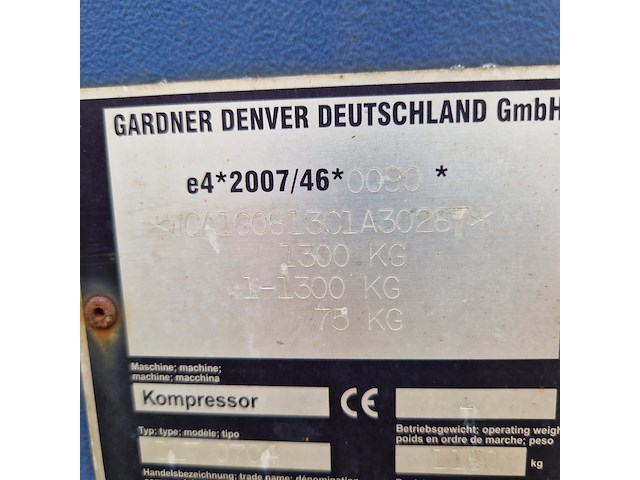 GARDNER DENVER DEUTSCHLAND GmbH
e4*2007/46*0090 *
1300 KG
1-1300 KG
75 KG
Maschine; machine;
machine; macchina
Kompressor CE
Typ; type; modèle; tipo
Betriebsgewicht; operating weigh
poids en ordre de marche; peso
kg
Handelsbezeichnung; trade name; dénomination